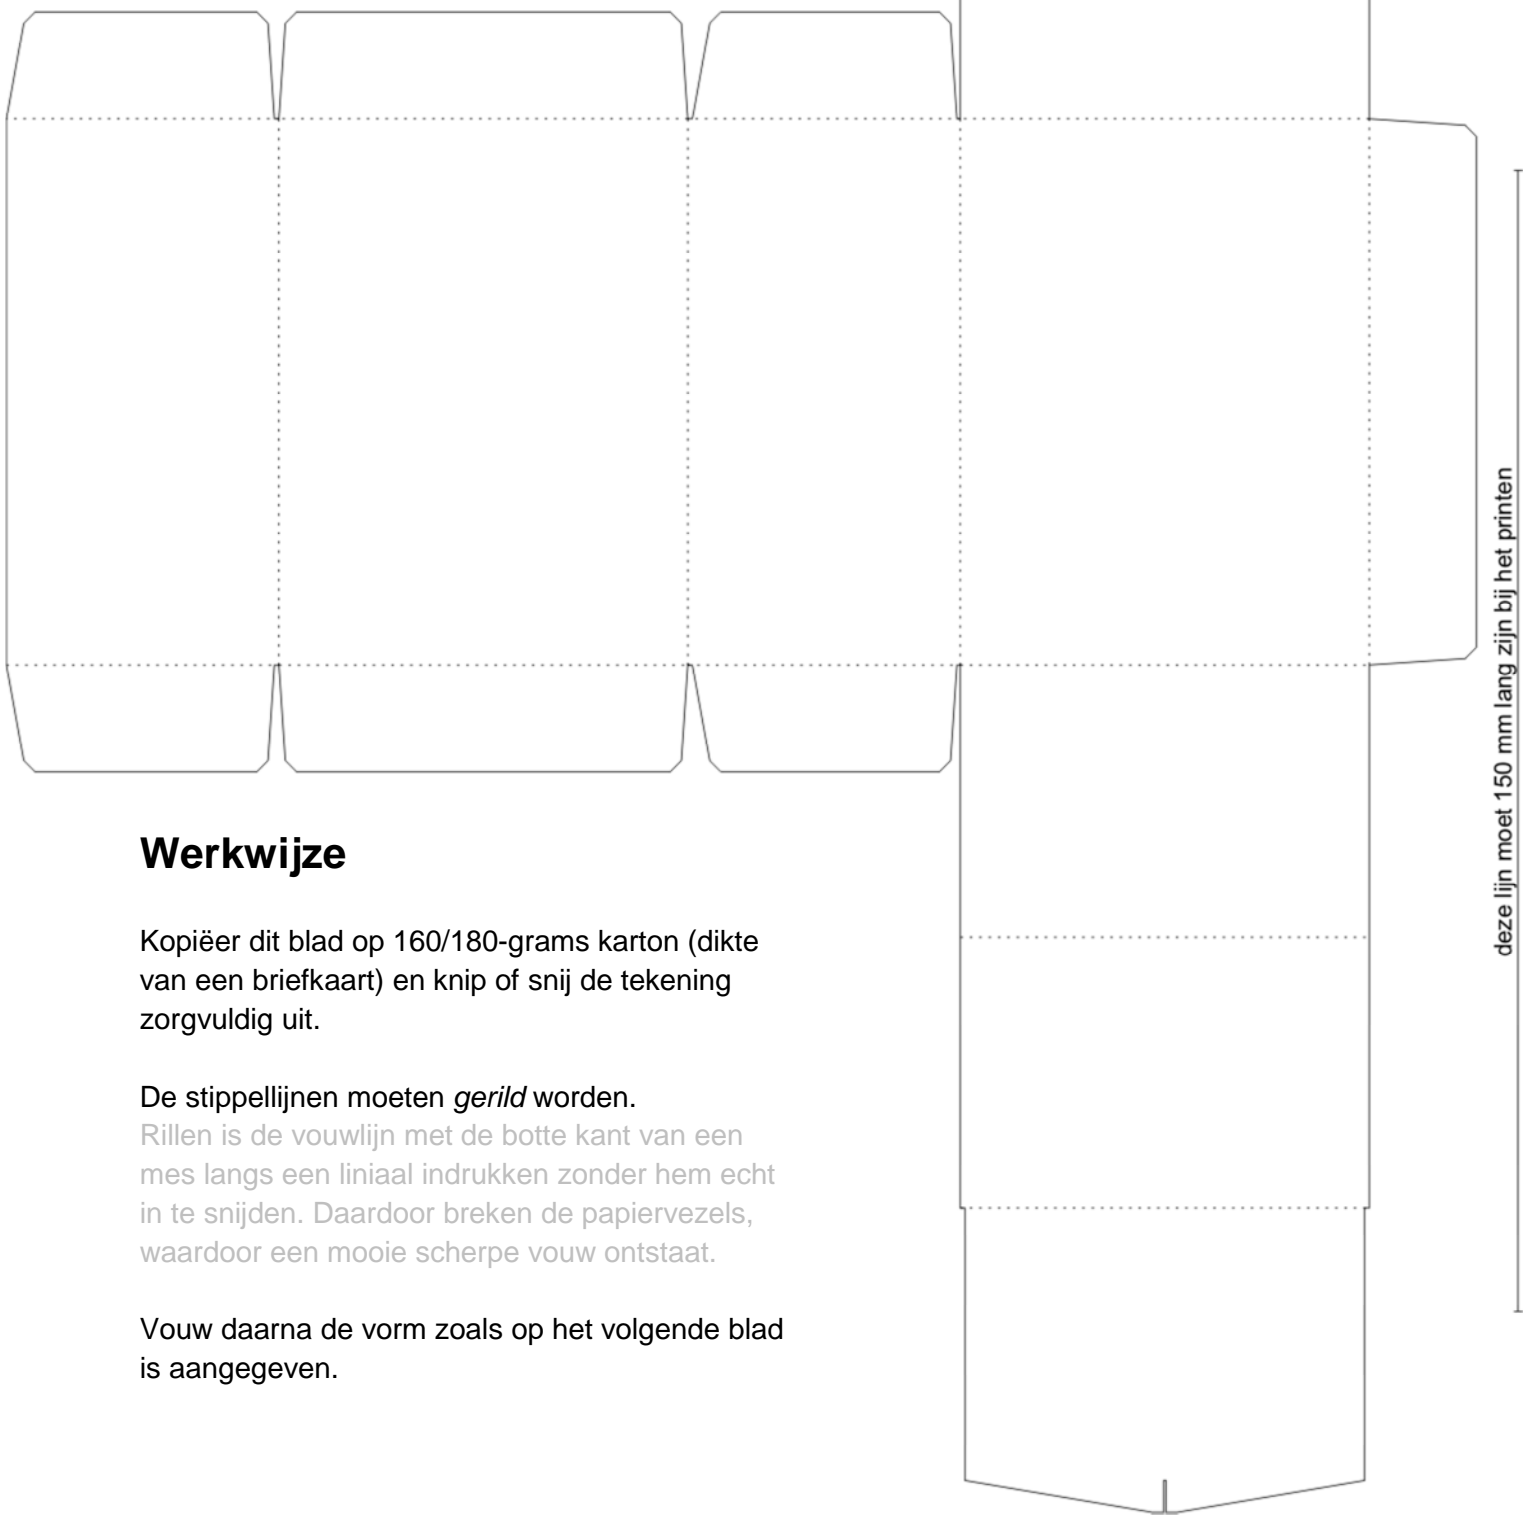 Werkwijze
Kopiëer dit blad op 160/180-grams karton (dikte
van een briefkaart) en knip of snij de tekening
zorgvuldig uit.
De stippellijnen moeten gerild worden.
Rillen is de vouwlijn met de botte kant van een
mes langs een liniaal indrukken zonder hem echt
in te snijden. Daardoor breken de papiervezels,
waardoor een mooie scherpe vouw ontstaat.
Vouw daarna de vorm zoals op het volgende blad
is aangegeven.
deze lijn moet 150 mm lang zijn bij het printen